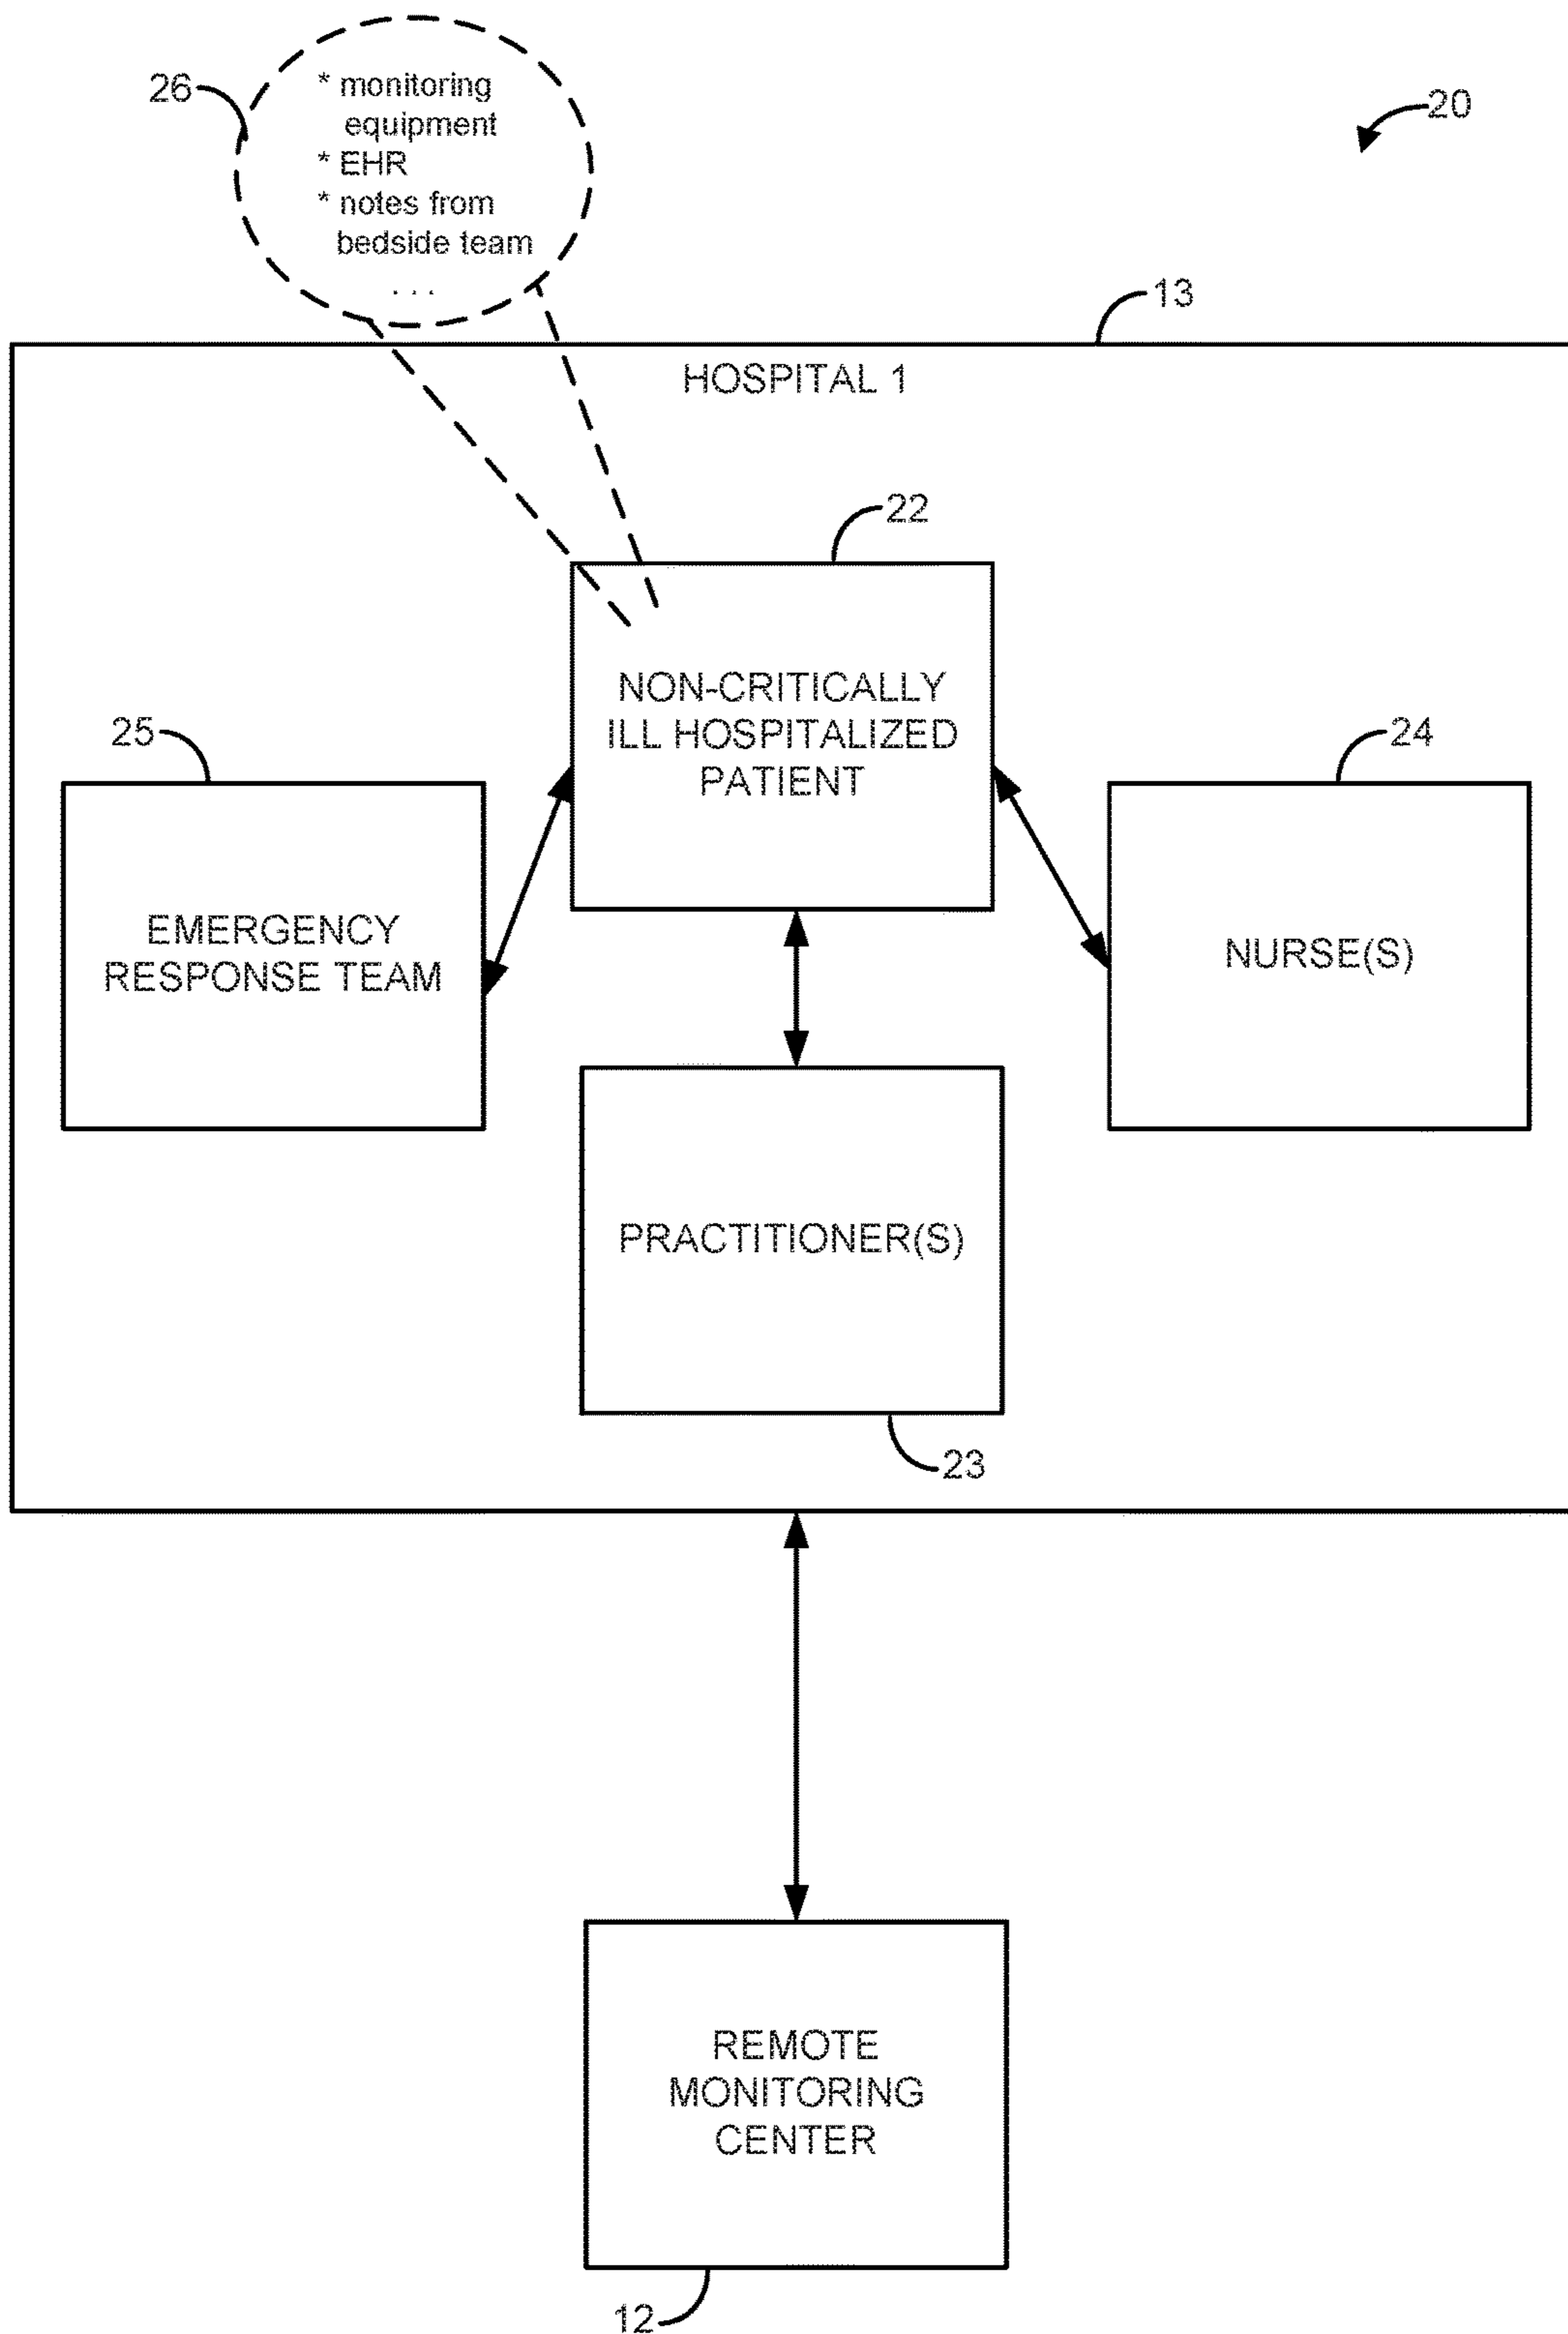 26
* monitoring
equipment
* EHR
* notes from
bedside team
. . .
20
13
HOSPITAL 1
22
NON-CRITICALLY
ILL HOSPITALIZED
PATIENT
25
EMERGENCY
RESPONSE TEAM
24
NURSE(S)
PRACTITIONER(S)
23
REMOTE
MONITORING
CENTER
12